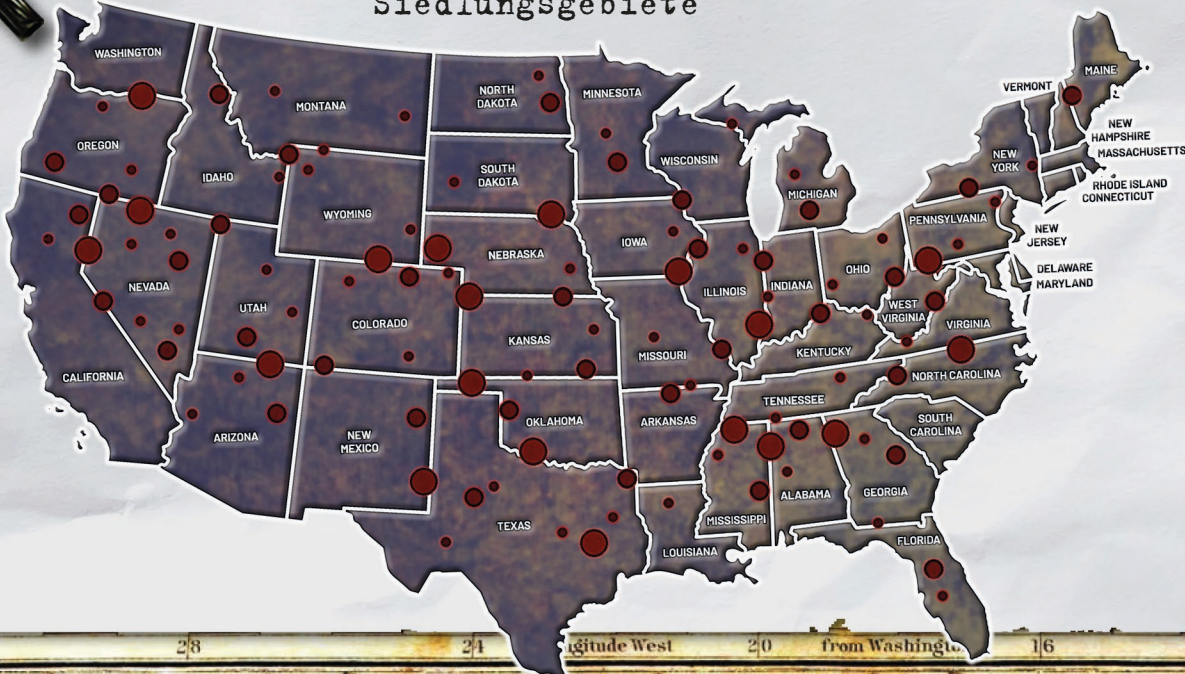 Siedlungsgebiete
WASHINGTON
MONTANA
NORTH
DAKOTA
MINNESOTA
MAINE
VERMONT
NEW
HAMPSHIRE
MASSACHUSETTS
OREGON
IDAHO
SOUTH
DAKOTA
WISCONSIN
NEW
YORK
MICHIGAN
RHODE ISLAND
CONNECTICUT
WYOMING
PENNSYLVANIA
NEW
JERSEY
IOWA
NEBRASKA
OHIO
DELAWARE
MARYLAND
NEVADA
UTAH
ILLINOIS
INDIANA
WEST
VIRGINIA
VIRGINIA
COLORADO
KANSAS
MISSOURI
KENTUCKY
CALIFORNIA
NORTH CAROLINA
TENNESSEE
ARIZONA
NEW
MEXICO
OKLAHOMA
ARKANSAS
SOUTH
CAROLINA
ALABAMA
GEORGIA
TEXAS
MISSISSIPPI
LOUISIANA
FLORIDA
28
24
West
20
from
16